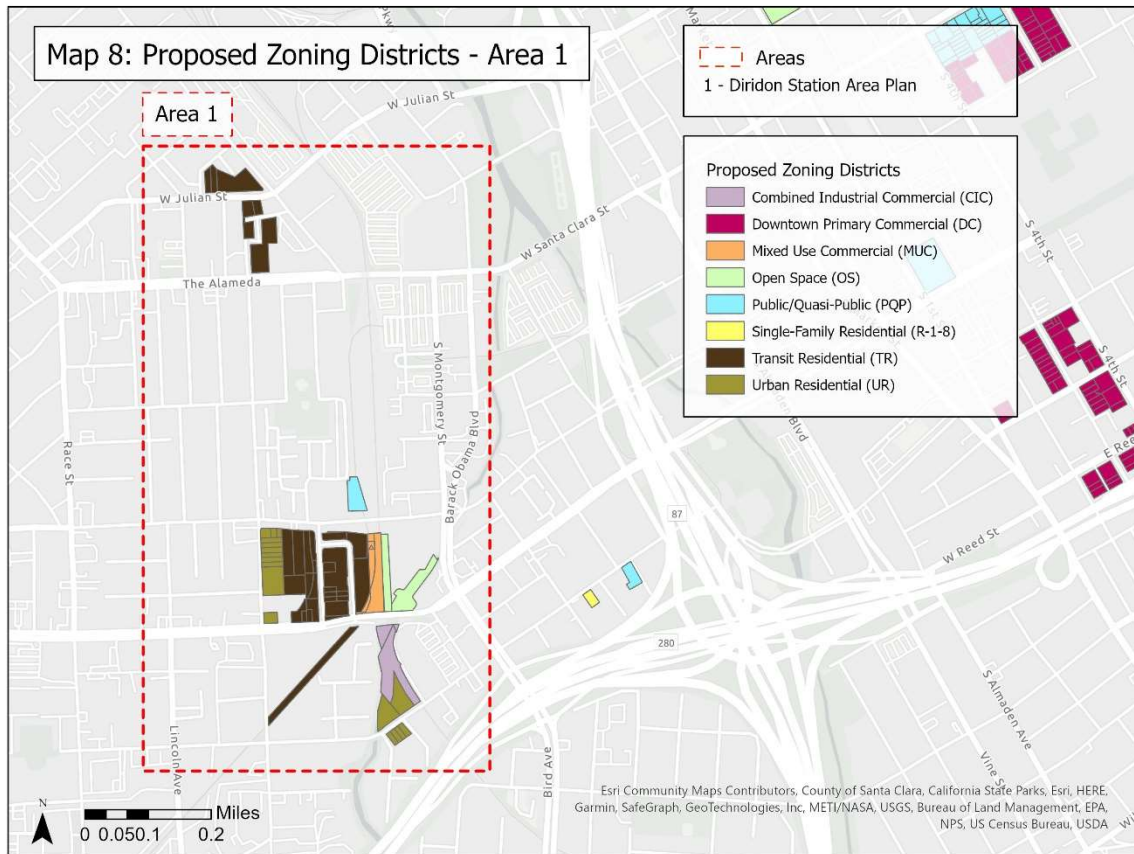 Map 8: Proposed Zoning Districts - Area 1
Areas
1 - Diridon Station Area Plan
Area 1
Proposed Zoning Districts
Combined Industrial Commercial (CIC)
Downtown Primary Commercial (DC)
Mixed Use Commercial (MUC)
Open Space (OS)
Public/Quasi-Public (PQP)
Single-Family Residential (R-1-8)
Transit Residential (TR)
Urban Residential (UR)
Pkwy
W Julian St
W Julian St
W Santa Clara St
The Alameda
S Montgomery St
Barack Obama Blvd
Race St
Lincoln Ave
Bird Ave
87
280
W Reed St
E Reed
S 4th St
S 4th St
S 4th St
S Almaden Ave
Vine St
Blvd
N
Miles
0 0.050.1 0.2
Esri Community Maps Contributors, County of Santa Clara, California State Parks, Esri, HERE,
Garmin, SafeGraph, GeoTechnologies, Inc, METI/NASA, USGS, Bureau of Land Management, EPA,
NPS, US Census Bureau, USDA